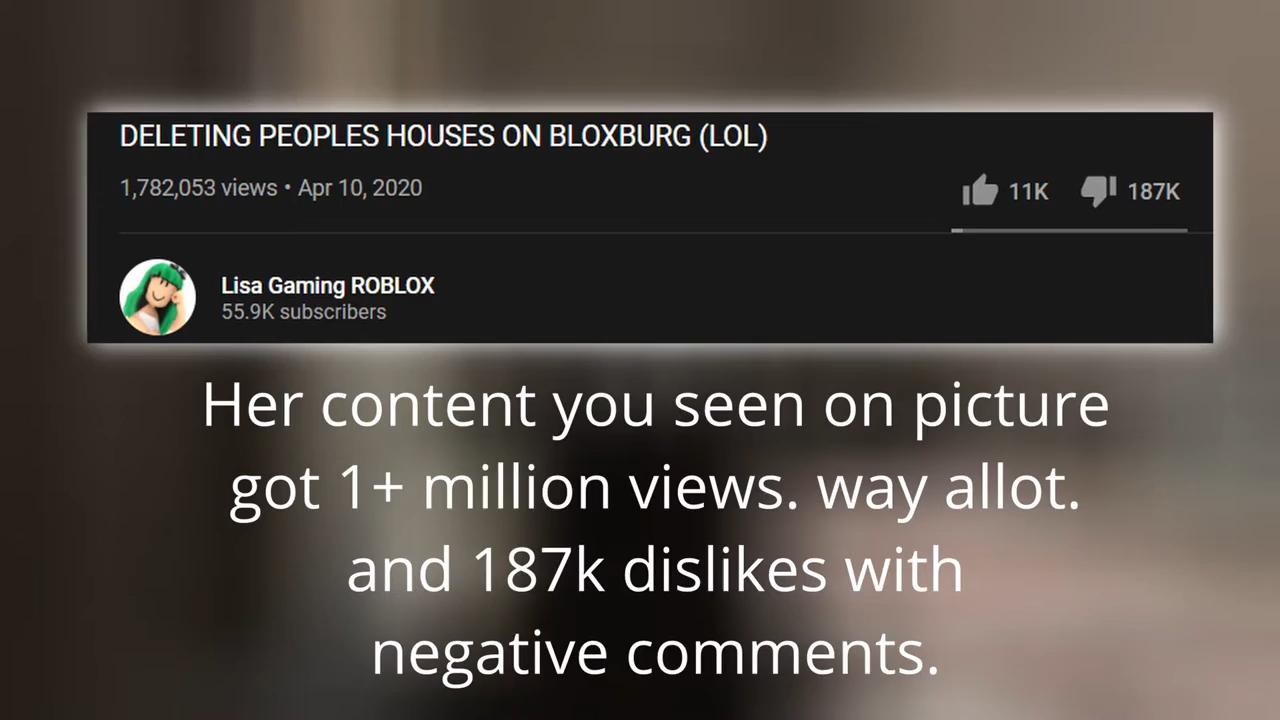 DELETING PEOPLES HOUSES ON BLOXBURG (LOL)
1,782,053 views • Apr 10, 2020
11K 187K
Lisa Gaming ROBLOX
55.9K subscribers
Her content you seen on picture
got 1+ million views. way allot.
and 187k dislikes with
negative comments.